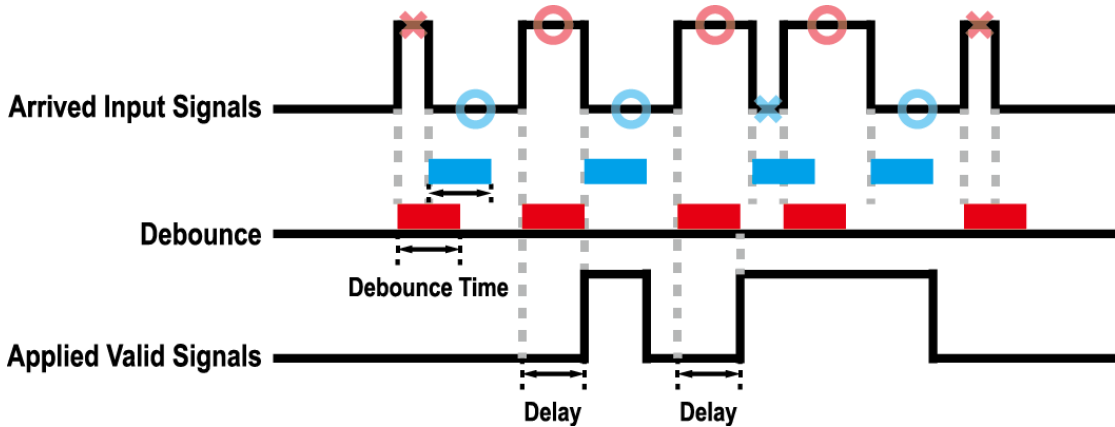 Arrived Input Signals
Debounce
Debounce Time
Applied Valid Signals
Delay
Delay